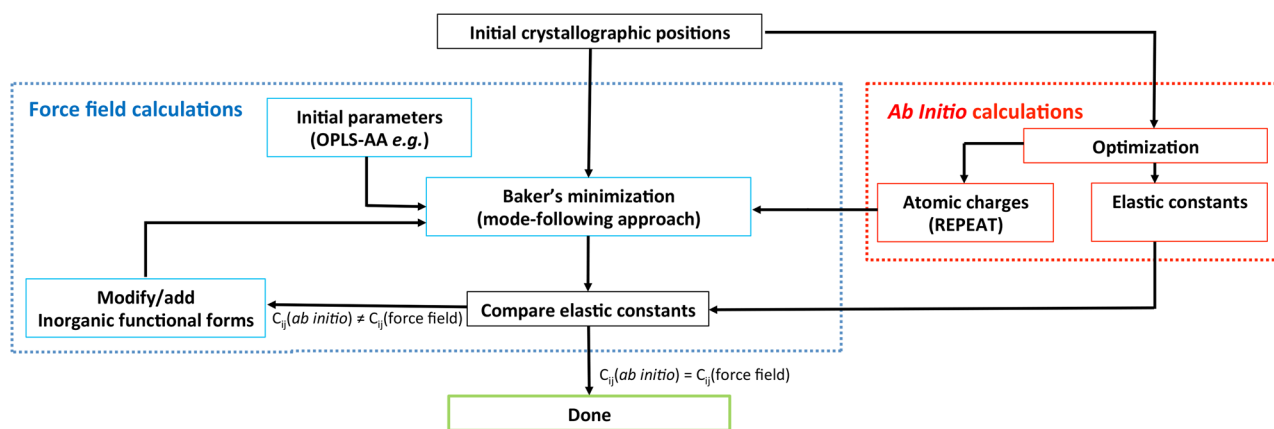 Initial crystallographic positions
Force field calculations
Initial parameters
(OPLS-AA e.g.)
Ab Initio calculations
Optimization
Baker's minimization
(mode-following approach)
Atomic charges
(REPEAT)
Elastic constants
Modify/add
Inorganic functional forms
Cij(ab initio) ≠ Cij(force field)
Compare elastic constants
Cij(ab initio) = Cij(force field)
Done